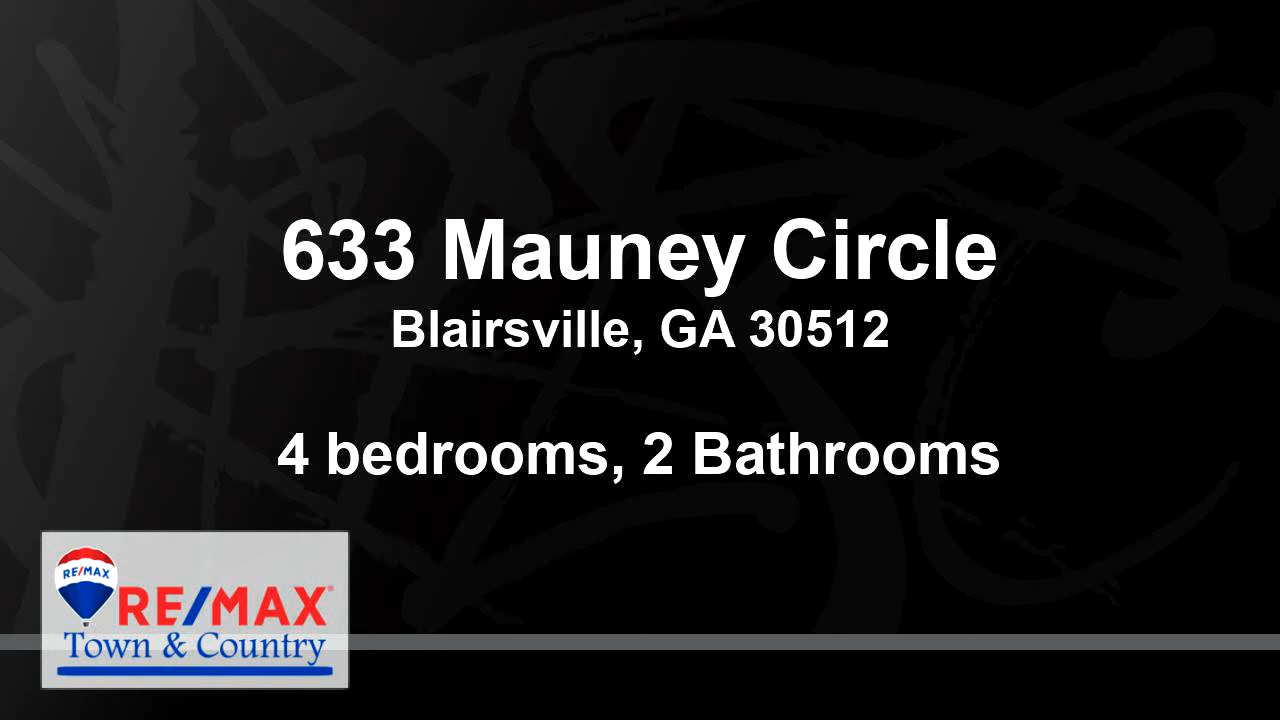 633 Mauney Circle
Blairsville, GA 30512
4 bedrooms, 2 Bathrooms
RE/MAX
RE/MAX®
Town & Country